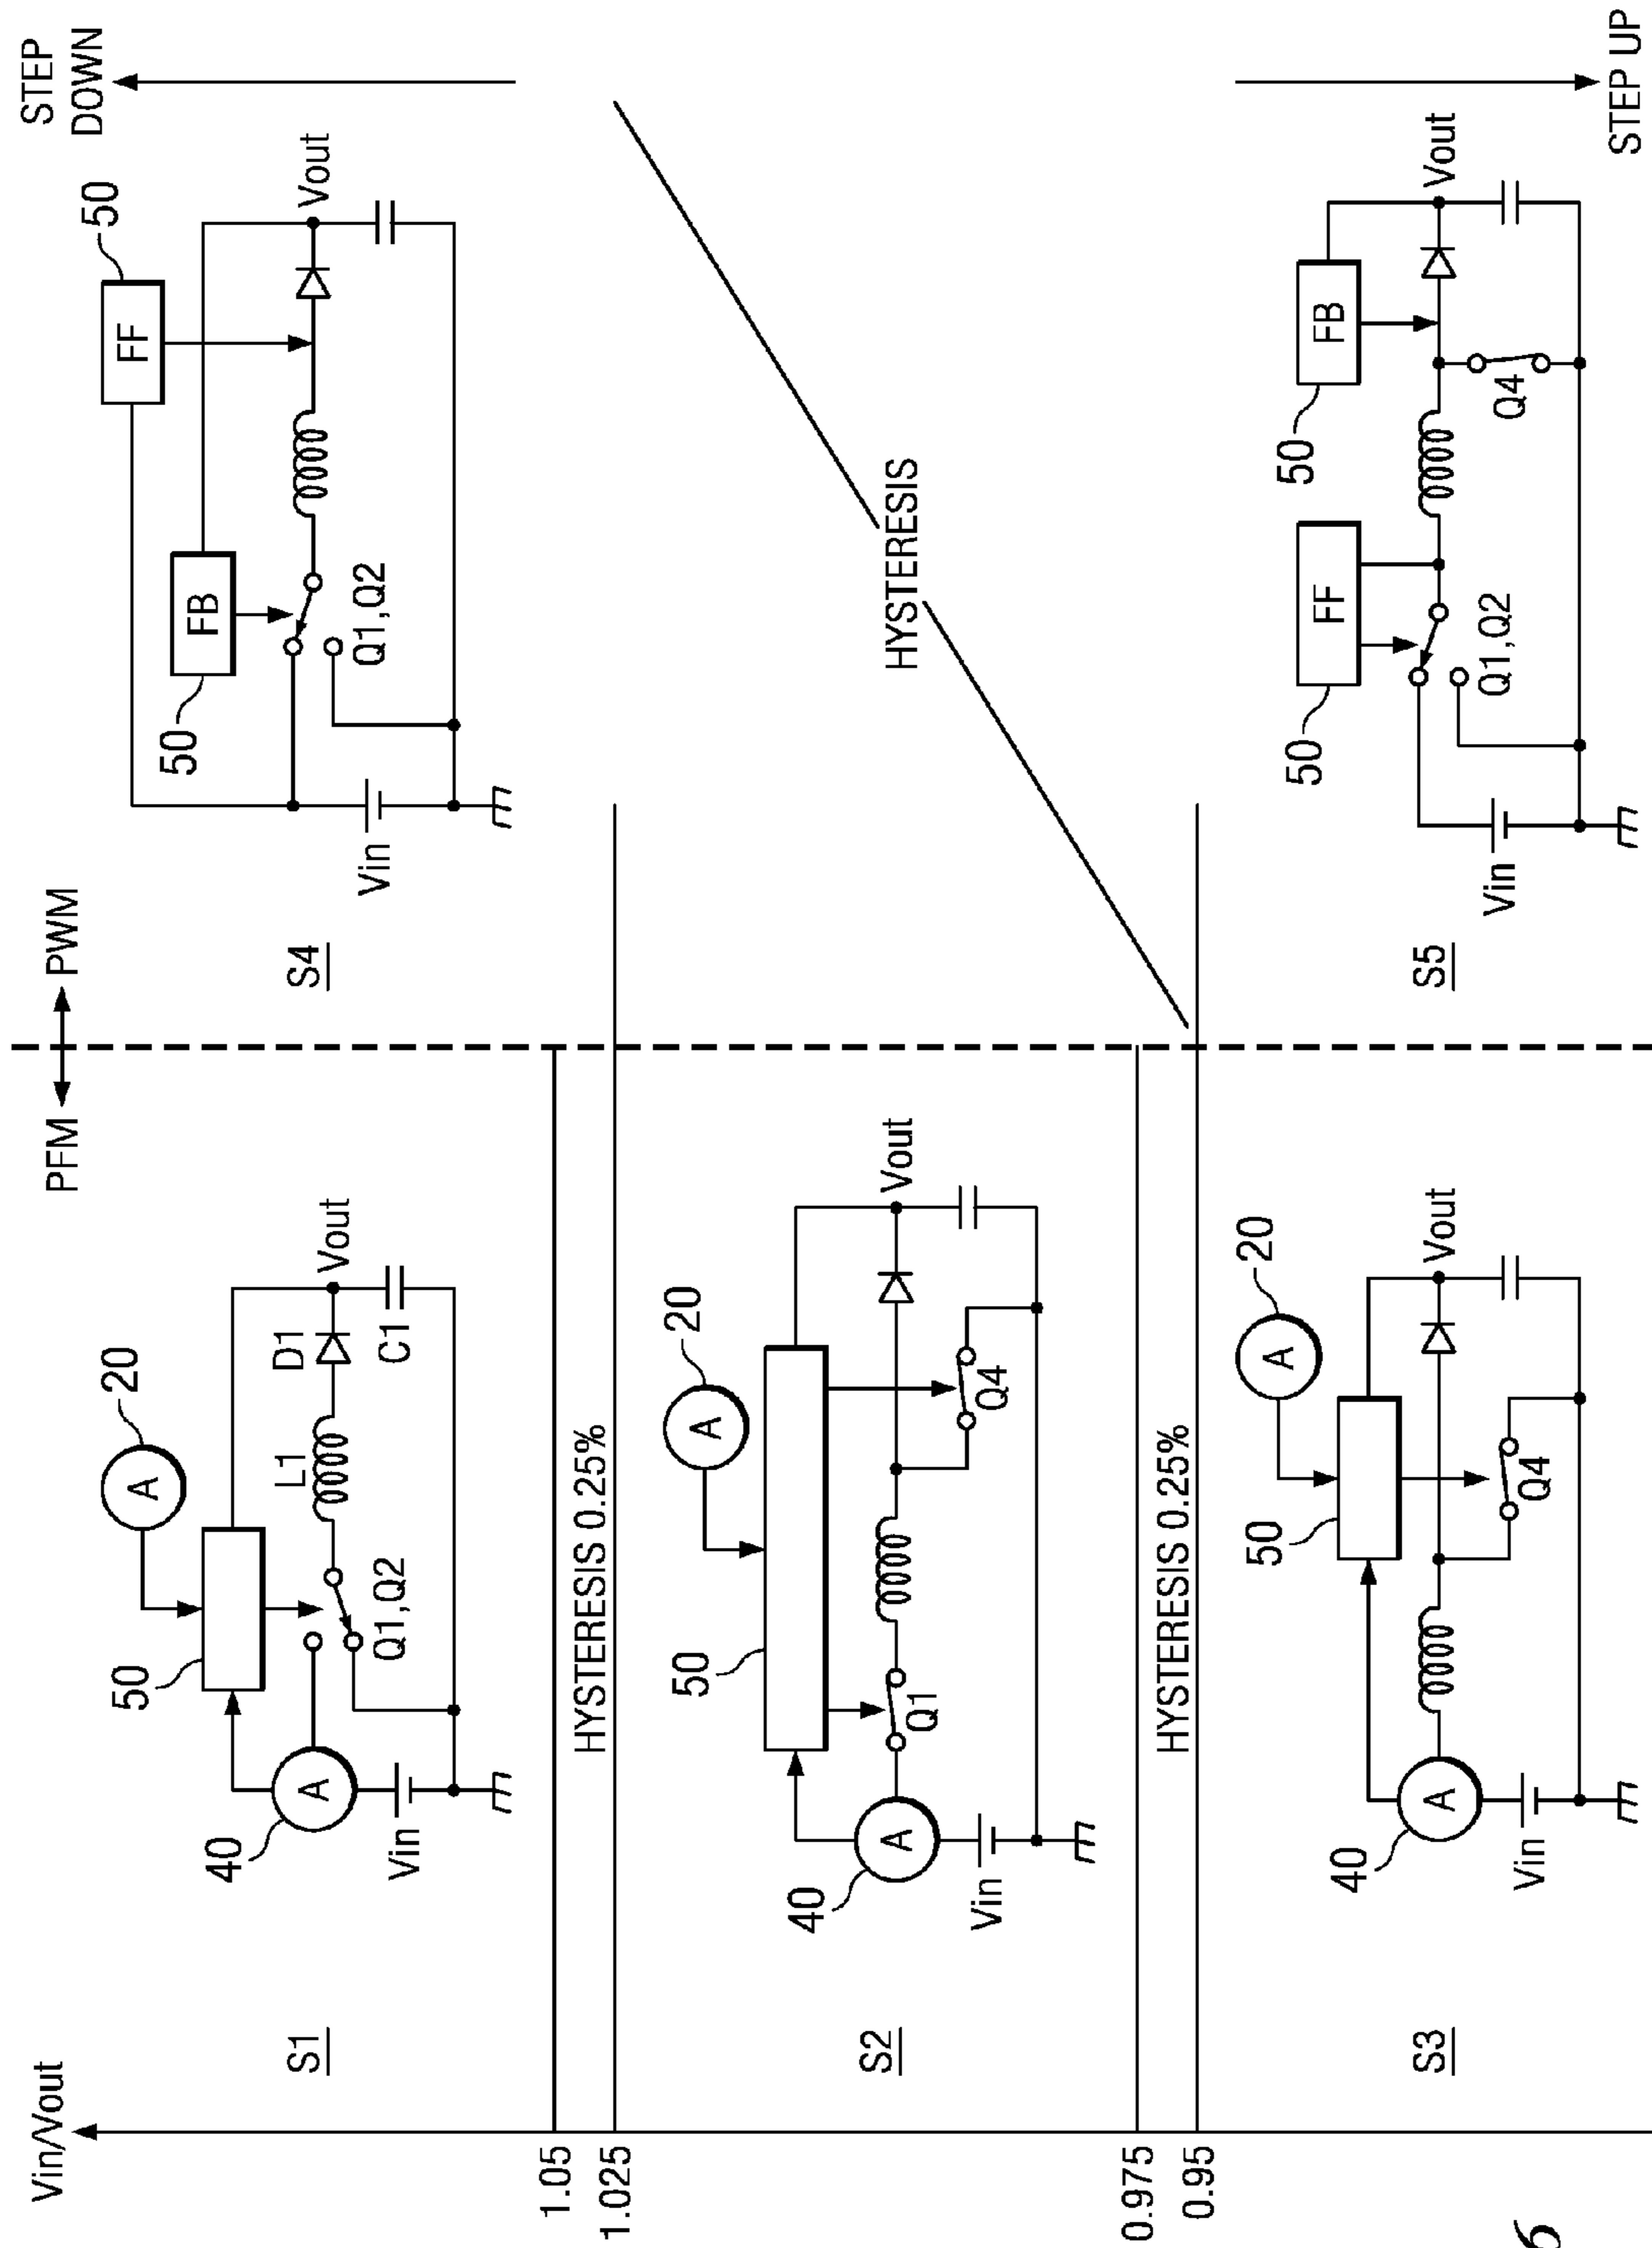 Vin/Vout
PFM
PWM
STEP
DOWN
1.05
1.025
0.975
0.95
S1
40
A
Vin
50
A
20
L1
D1
Vout
C1
Q1,Q2
HYSTERESIS 0.25%
S2
40
A
Vin
50
A
20
Q1
Q4
Vout
HYSTERESIS 0.25%
S3
40
A
Vin
50
A
20
Q4
Vout
S4
Vin
50
FB
FF
50
Q1,Q2
Vout
HYSTERESIS
S5
Vin
50
FF
50
FB
Q1,Q2
Q4
Vout
STEP UP
6